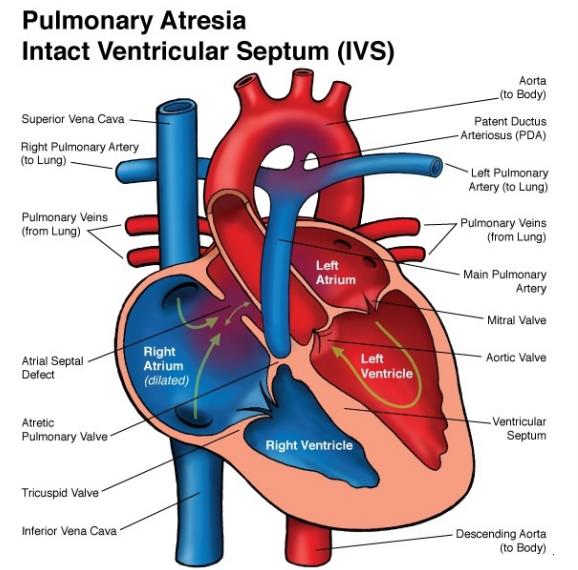 Pulmonary Atresia
Intact Ventricular Septum (IVS)
Superior Vena Cava
Right Pulmonary Artery
(to Lung)
Pulmonary Veins
(from Lung)
Atrial Septal
Defect
Atretic
Pulmonary Valve
Tricuspid Valve
Inferior Vena Cava
Right
Atrium
(dilated)
Left
Atrium
Left
Ventricle
Right Ventricle
Aorta
(to Body)
Patent Ductus
Arteriosus (PDA)
Left Pulmonary
Artery (to Lung)
Pulmonary Veins
(from Lung)
Main Pulmonary
Artery
Mitral Valve
Aortic Valve
Ventricular
Septum
Descending Aorta
(to Body)